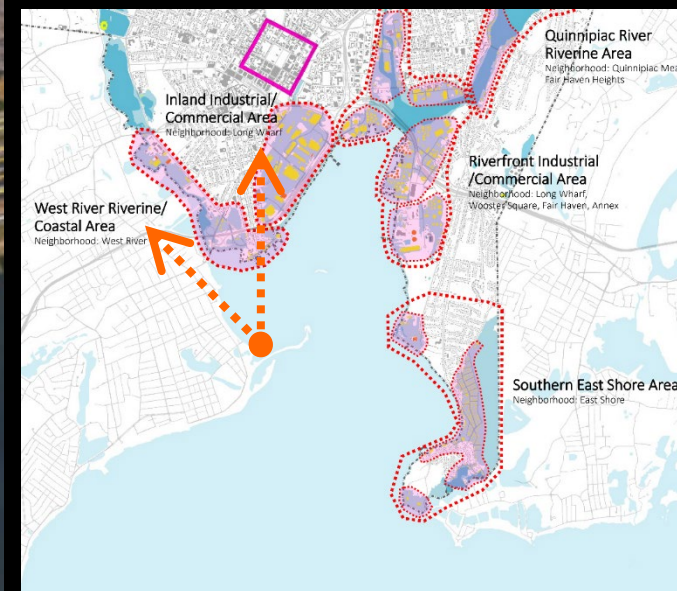 Quinnipiac River
Riverine Area
Neighborhood: Quinnipiac Mea
Fair Haven Heights
Inland Industrial/
Commercial Area
Neighborhood: Long Wharf
Riverfront Industrial
/Commercial Area
Neighborhood: Long Wharf,
Wooster Square, Fair Haven, Annex
West River Riverine/
Coastal Area
Neighborhood: West River
Southern East Shore Area
Neighborhood: East Shore